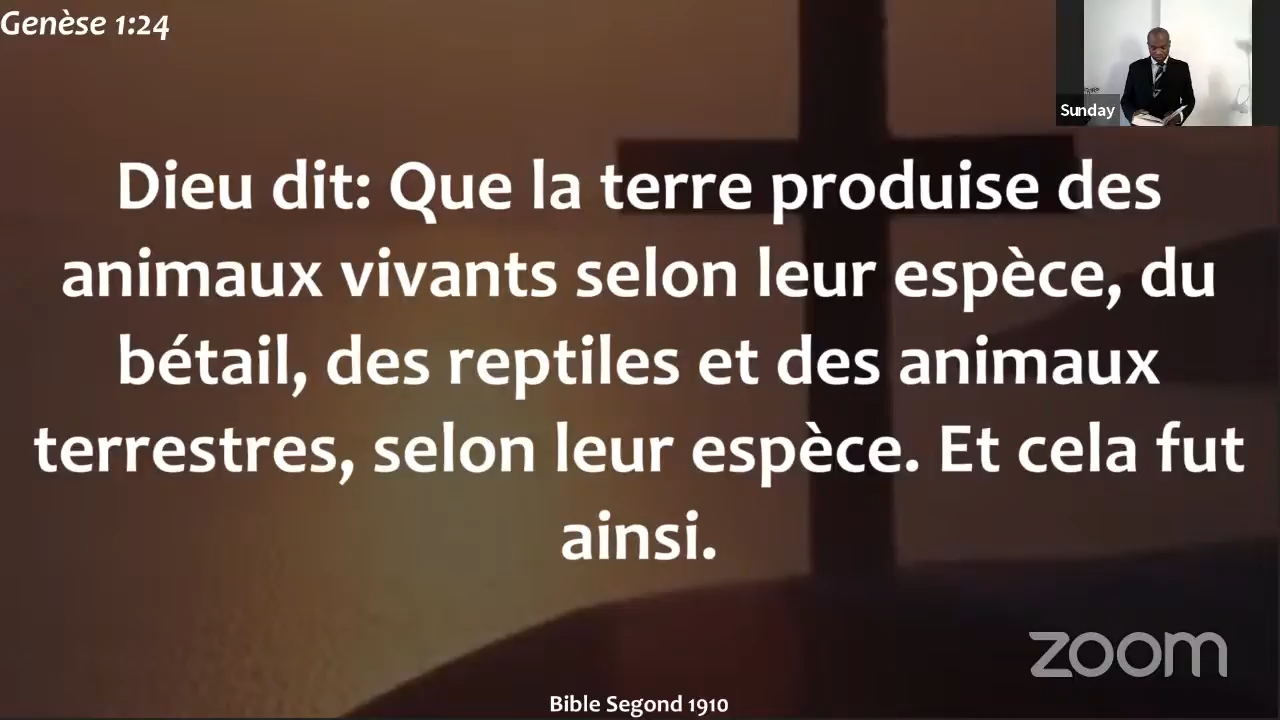 Genèse 1:24
Sunday
Dieu dit: Que la terre produise des
animaux vivants selon leur espèce, du
bétail, des reptiles et des animaux
terrestres, selon leur espèce. Et cela fut
ainsi.
zoom
Bible Segond 1910